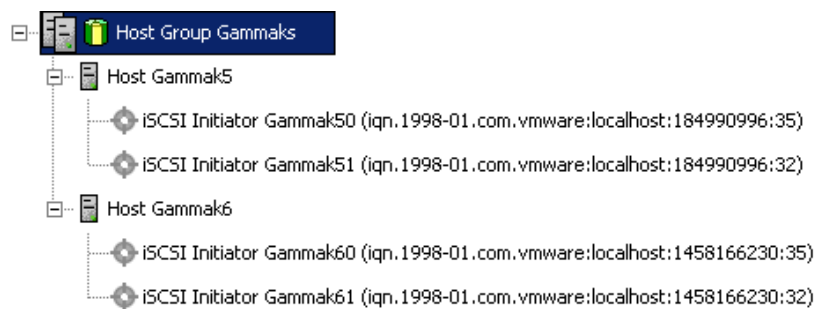 Host Group Gammaks
Host Gammak5
iSCSI Initiator Gammak50 (iqn.1998-01.com.vmware:localhost:184990996:35)
iSCSI Initiator Gammak51 (iqn.1998-01.com.vmware:localhost:184990996:32)
Host Gammak6
iSCSI Initiator Gammak60 (iqn.1998-01.com.vmware:localhost:1458166230:35)
iSCSI Initiator Gammak61 (iqn.1998-01.com.vmware:localhost:1458166230:32)